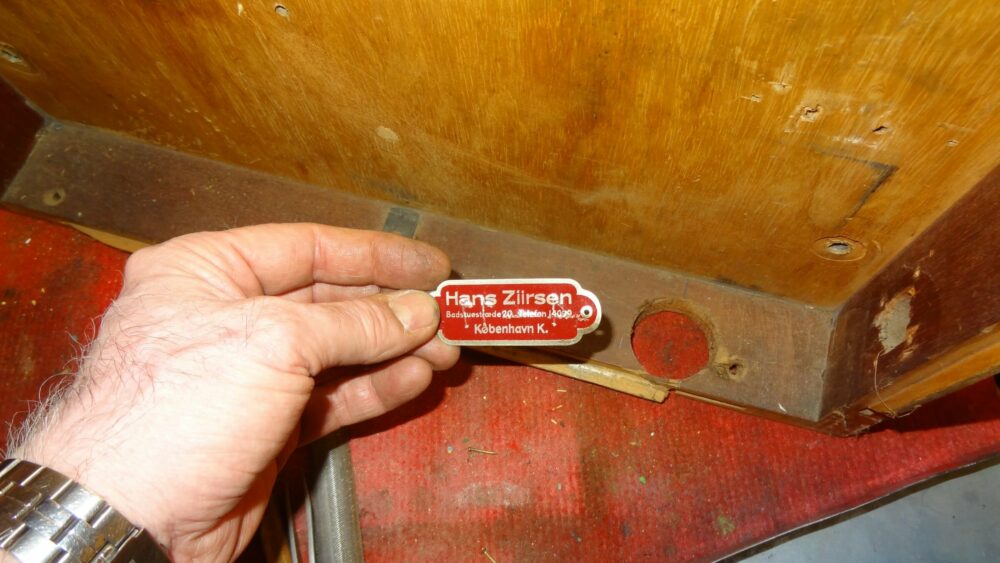 Hans Ziirsen
Badstuestræde 20. Telefon
København K.